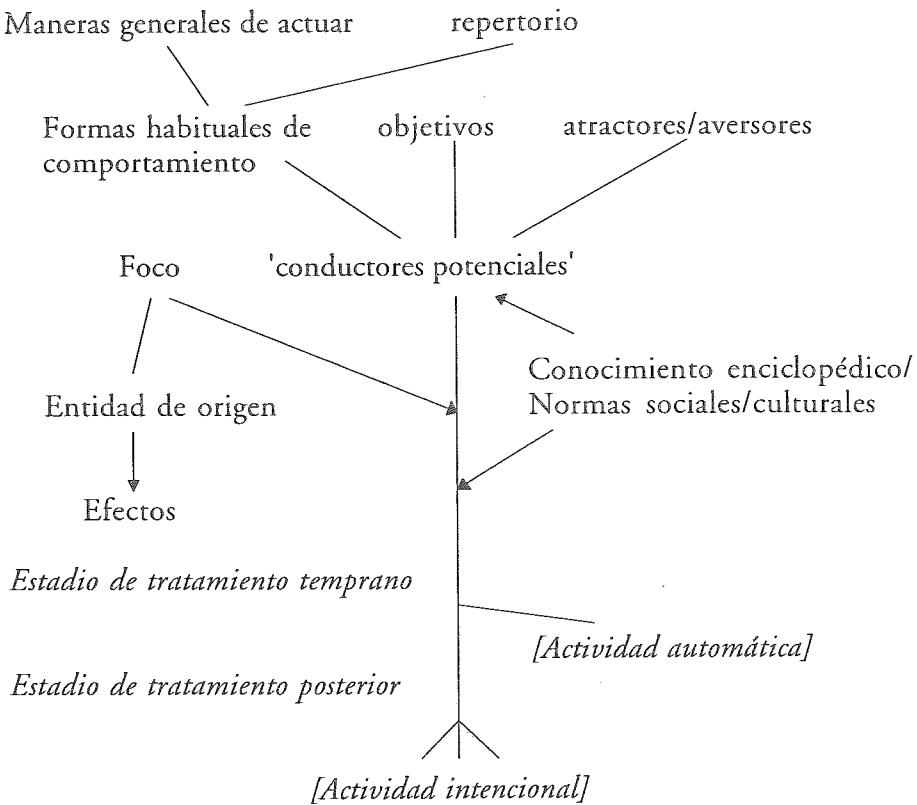 Maneras generales de actuar repertorio
Formas habituales de objetivos atractores/aversores
comportamiento
Foco 'conductores potenciales'
Conocimiento enciclopédico/
Entidad de origen Normas sociales/culturales
Efectos
Estadio de tratamiento temprano
[Actividad automática]
Estadio de tratamiento posterior
[Actividad intencional]